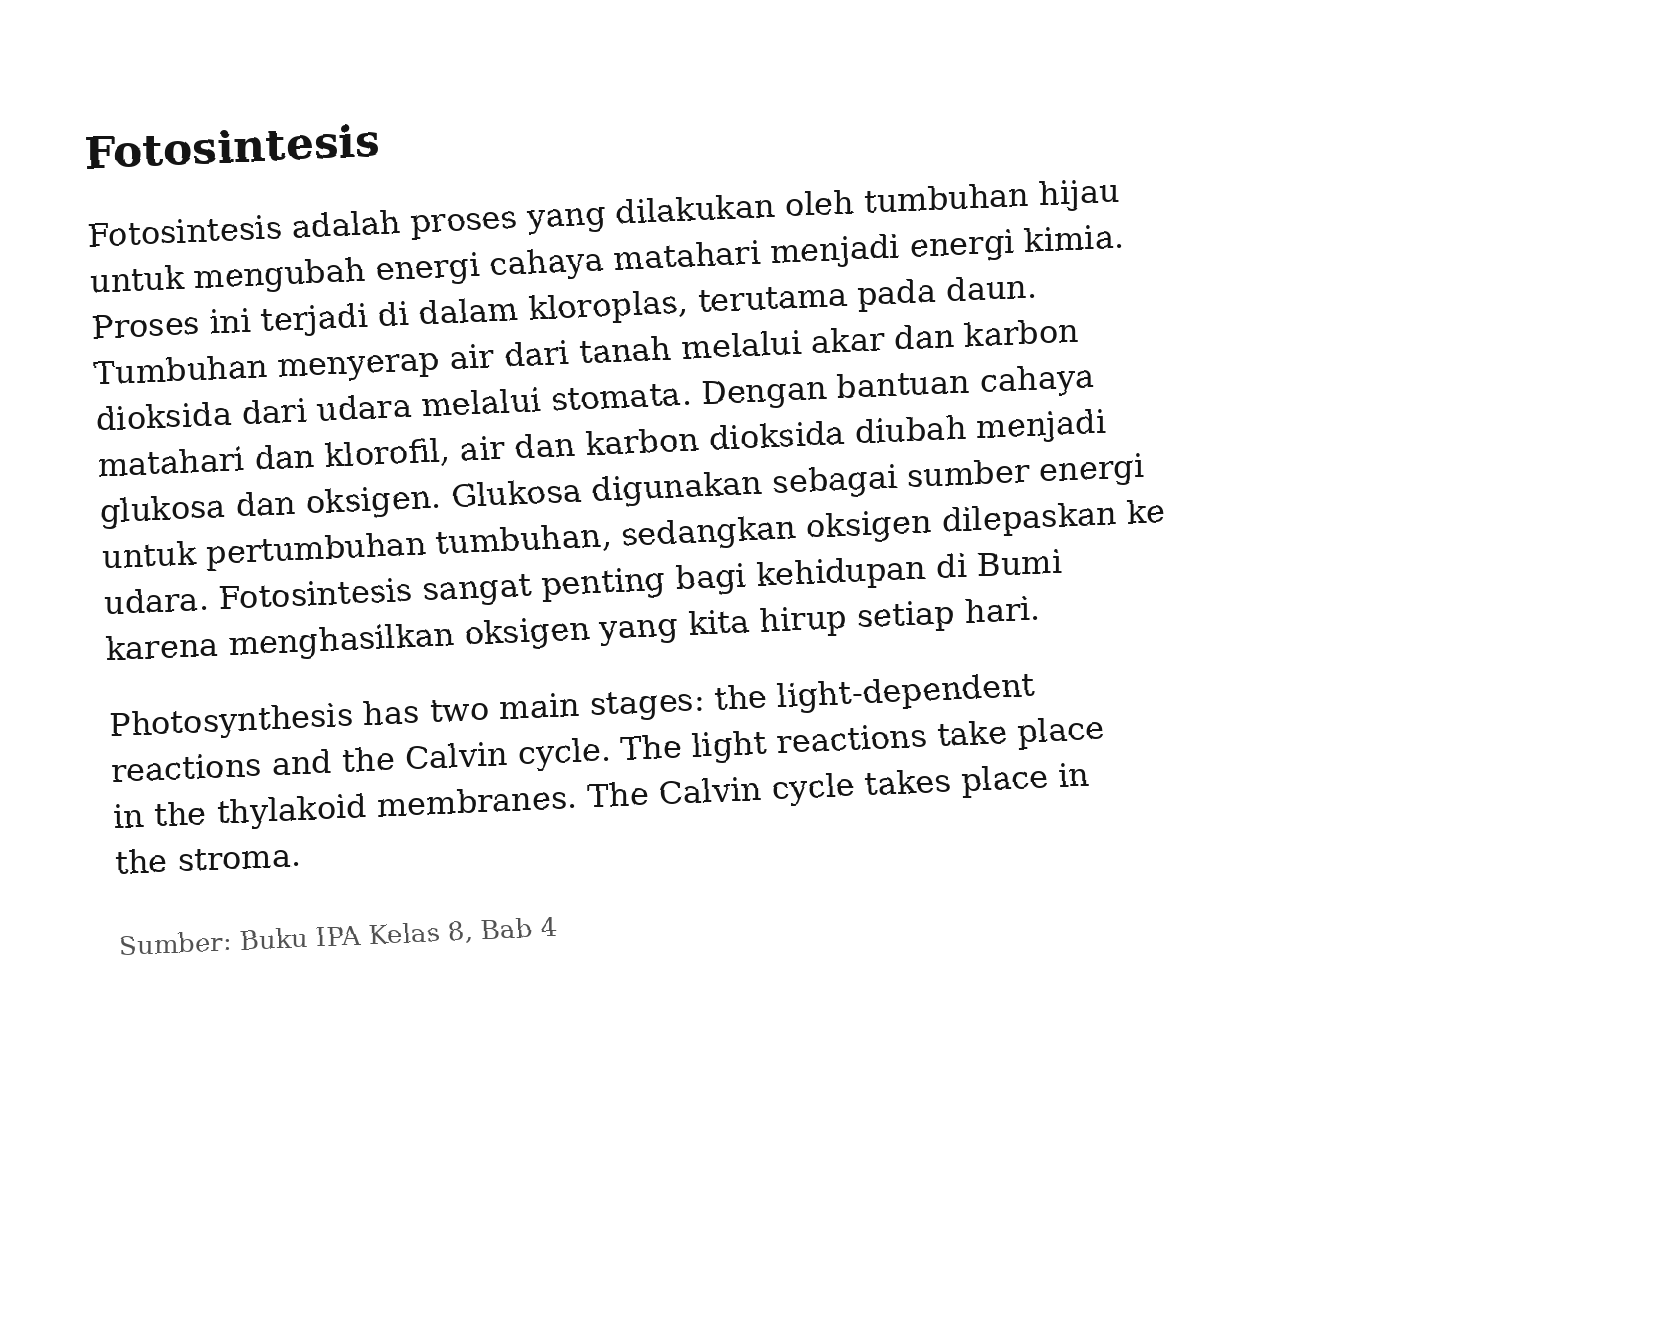 Fotosintesis
Fotosintesis adalah proses yang dilakukan oleh tumbuhan hijau
untuk mengubah energi cahaya matahari menjadi energi kimia.
Proses ini terjadi di dalam kloroplas, terutama pada daun.
Tumbuhan menyerap air dari tanah melalui akar dan karbon
dioksida dari udara melalui stomata. Dengan bantuan cahaya
matahari dan klorofil, air dan karbon dioksida diubah menjadi
glukosa dan oksigen. Glukosa digunakan sebagai sumber energi
untuk pertumbuhan tumbuhan, sedangkan oksigen dilepaskan ke
udara. Fotosintesis sangat penting bagi kehidupan di Bumi
karena menghasilkan oksigen yang kita hirup setiap hari.
Photosynthesis has two main stages: the light-dependent
reactions and the Calvin cycle. The light reactions take place
in the thylakoid membranes. The Calvin cycle takes place in
the stroma.
Sumber: Buku IPA Kelas 8, Bab 4